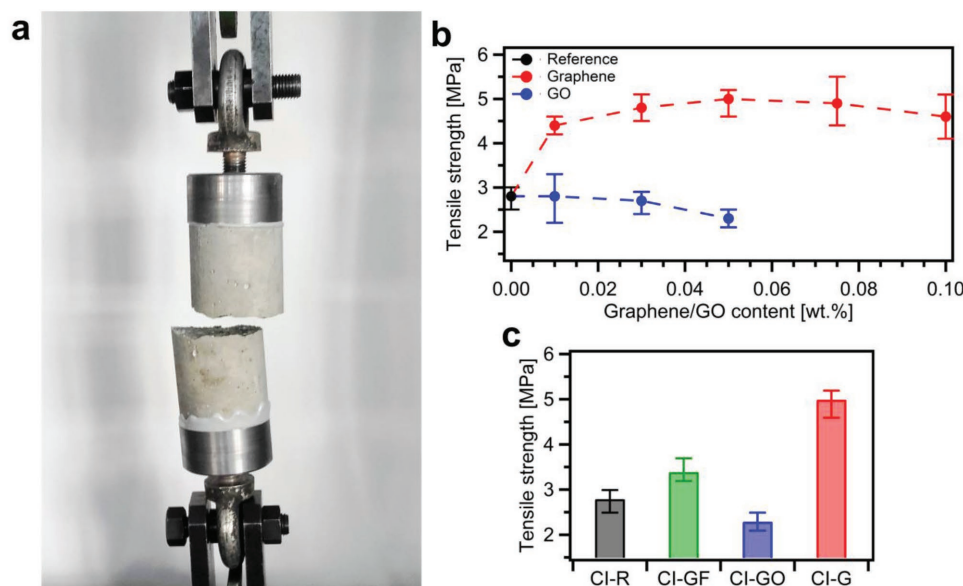 a
b
Tensile strength [MPa]
6
5
4
3
2
Reference
Graphene
GO
0.00 0.02 0.04 0.06 0.08 0.10
Graphene/GO content [wt.%]
c
Tensile strength [MPa]
6
5
4
3
2
CI-R CI-GF CI-GO CI-G